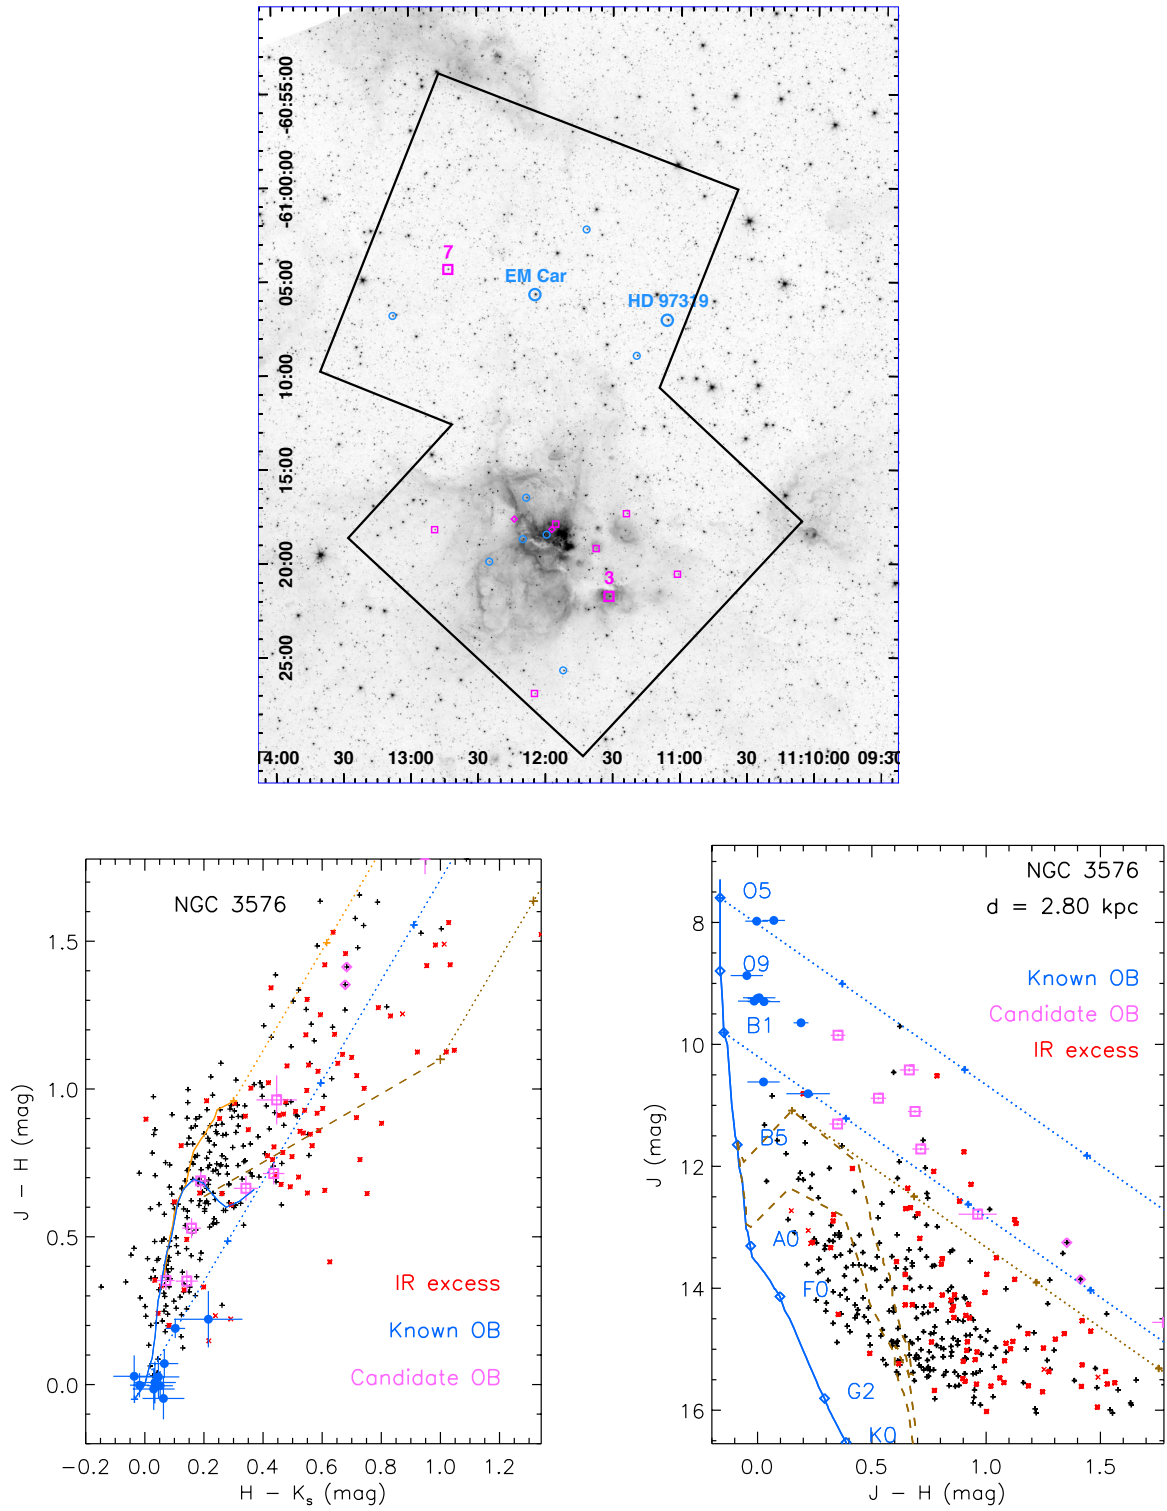 -60:55:00
-61:00:00
05:00
10:00
15:00
20:00
25:00
7
EM Car
HD 97319
3
14:00 30 13:00 30 12:00 30 11:00 30 11:10:00 09:30
NGC 3576
1.5
1.0
0.5
0.0
J − H (mag)
IR excess
Known OB
Candidate OB
−0.2 0.0 0.2 0.4 0.6 0.8 1.0 1.2
H − Ks (mag)
NGC 3576
d = 2.80 kpc
Known OB
Candidate OB
IR excess
O5
O9
B1
B5
A0
F0
G2
K0
8
10
12
14
16
J (mag)
0.0 0.5 1.0 1.5
J − H (mag)